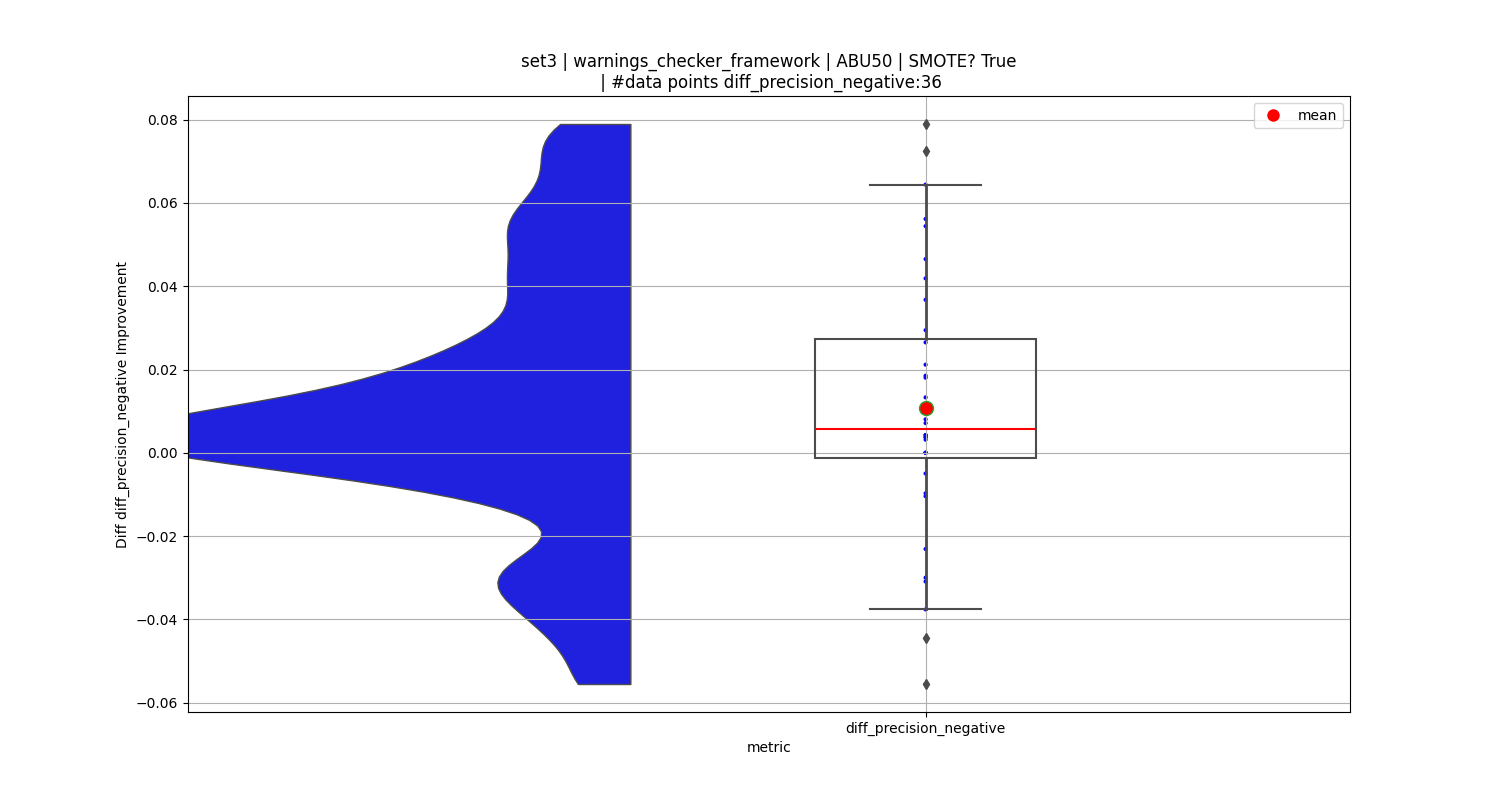 set3 | warnings_checker_framework | ABU50 | SMOTE? True
| #data points diff_precision_negative:36
mean
0.08
0.06
0.04
0.02
0.00
−0.02
−0.04
−0.06
Diff diff_precision_negative Improvement
diff_precision_negative
metric